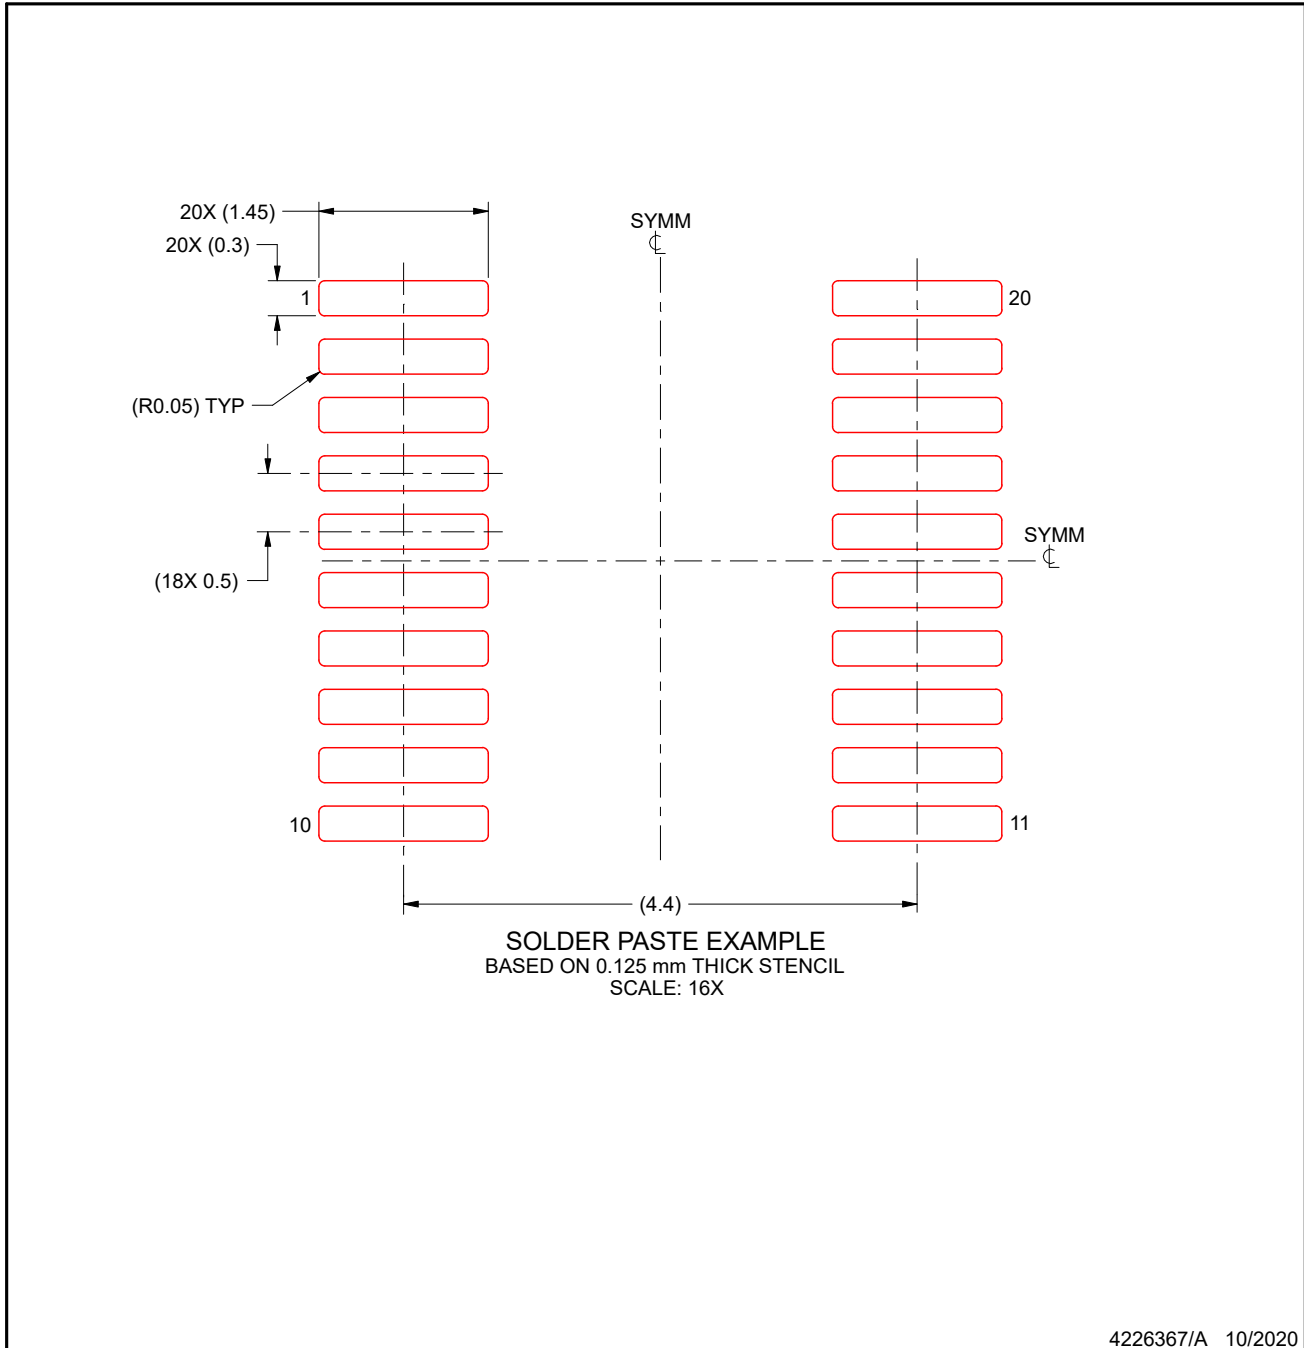 20X (1.45)
SYMM
20X (0.3)
1
20
(R0.05) TYP
SYMM
(18X 0.5)
10
11
(4.4)
SOLDER PASTE EXAMPLE
BASED ON 0.125 mm THICK STENCIL
SCALE: 16X
4226367/A 10/2020